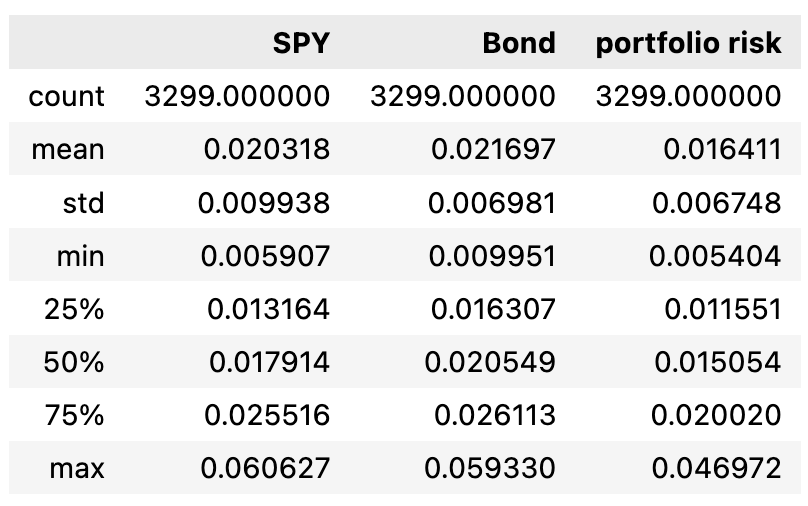 SPY Bond portfolio risk
count 3299.000000 3299.000000 3299.000000
mean 0.020318 0.021697 0.016411
std 0.009938 0.006981 0.006748
min 0.005907 0.009951 0.005404
25% 0.013164 0.016307 0.011551
50% 0.017914 0.020549 0.015054
75% 0.025516 0.026113 0.020020
max 0.060627 0.059330 0.046972